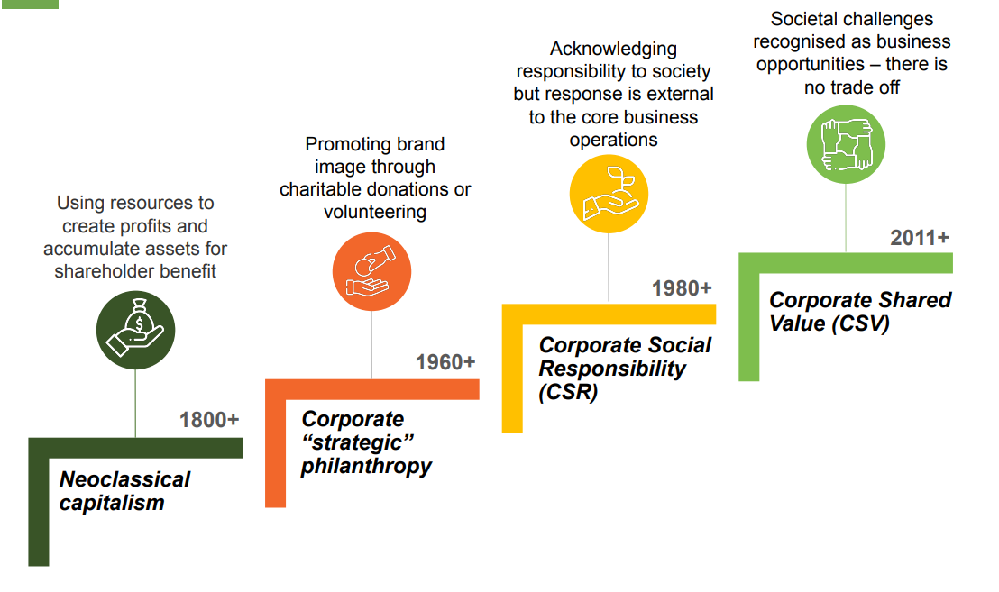 Using resources to
create profits and
accumulate assets for
shareholder benefit
$
1800+
Neoclassical
capitalism
Promoting brand
image through
charitable donations or
volunteering
1960+
Corporate
“strategic”
philanthropy
Acknowledging
responsibility to society
but response is external
to the core business
operations
1980+
Corporate Social
Responsibility
(CSR)
Societal challenges
recognised as business
opportunities – there is
no trade off
2011+
Corporate Shared
Value (CSV)